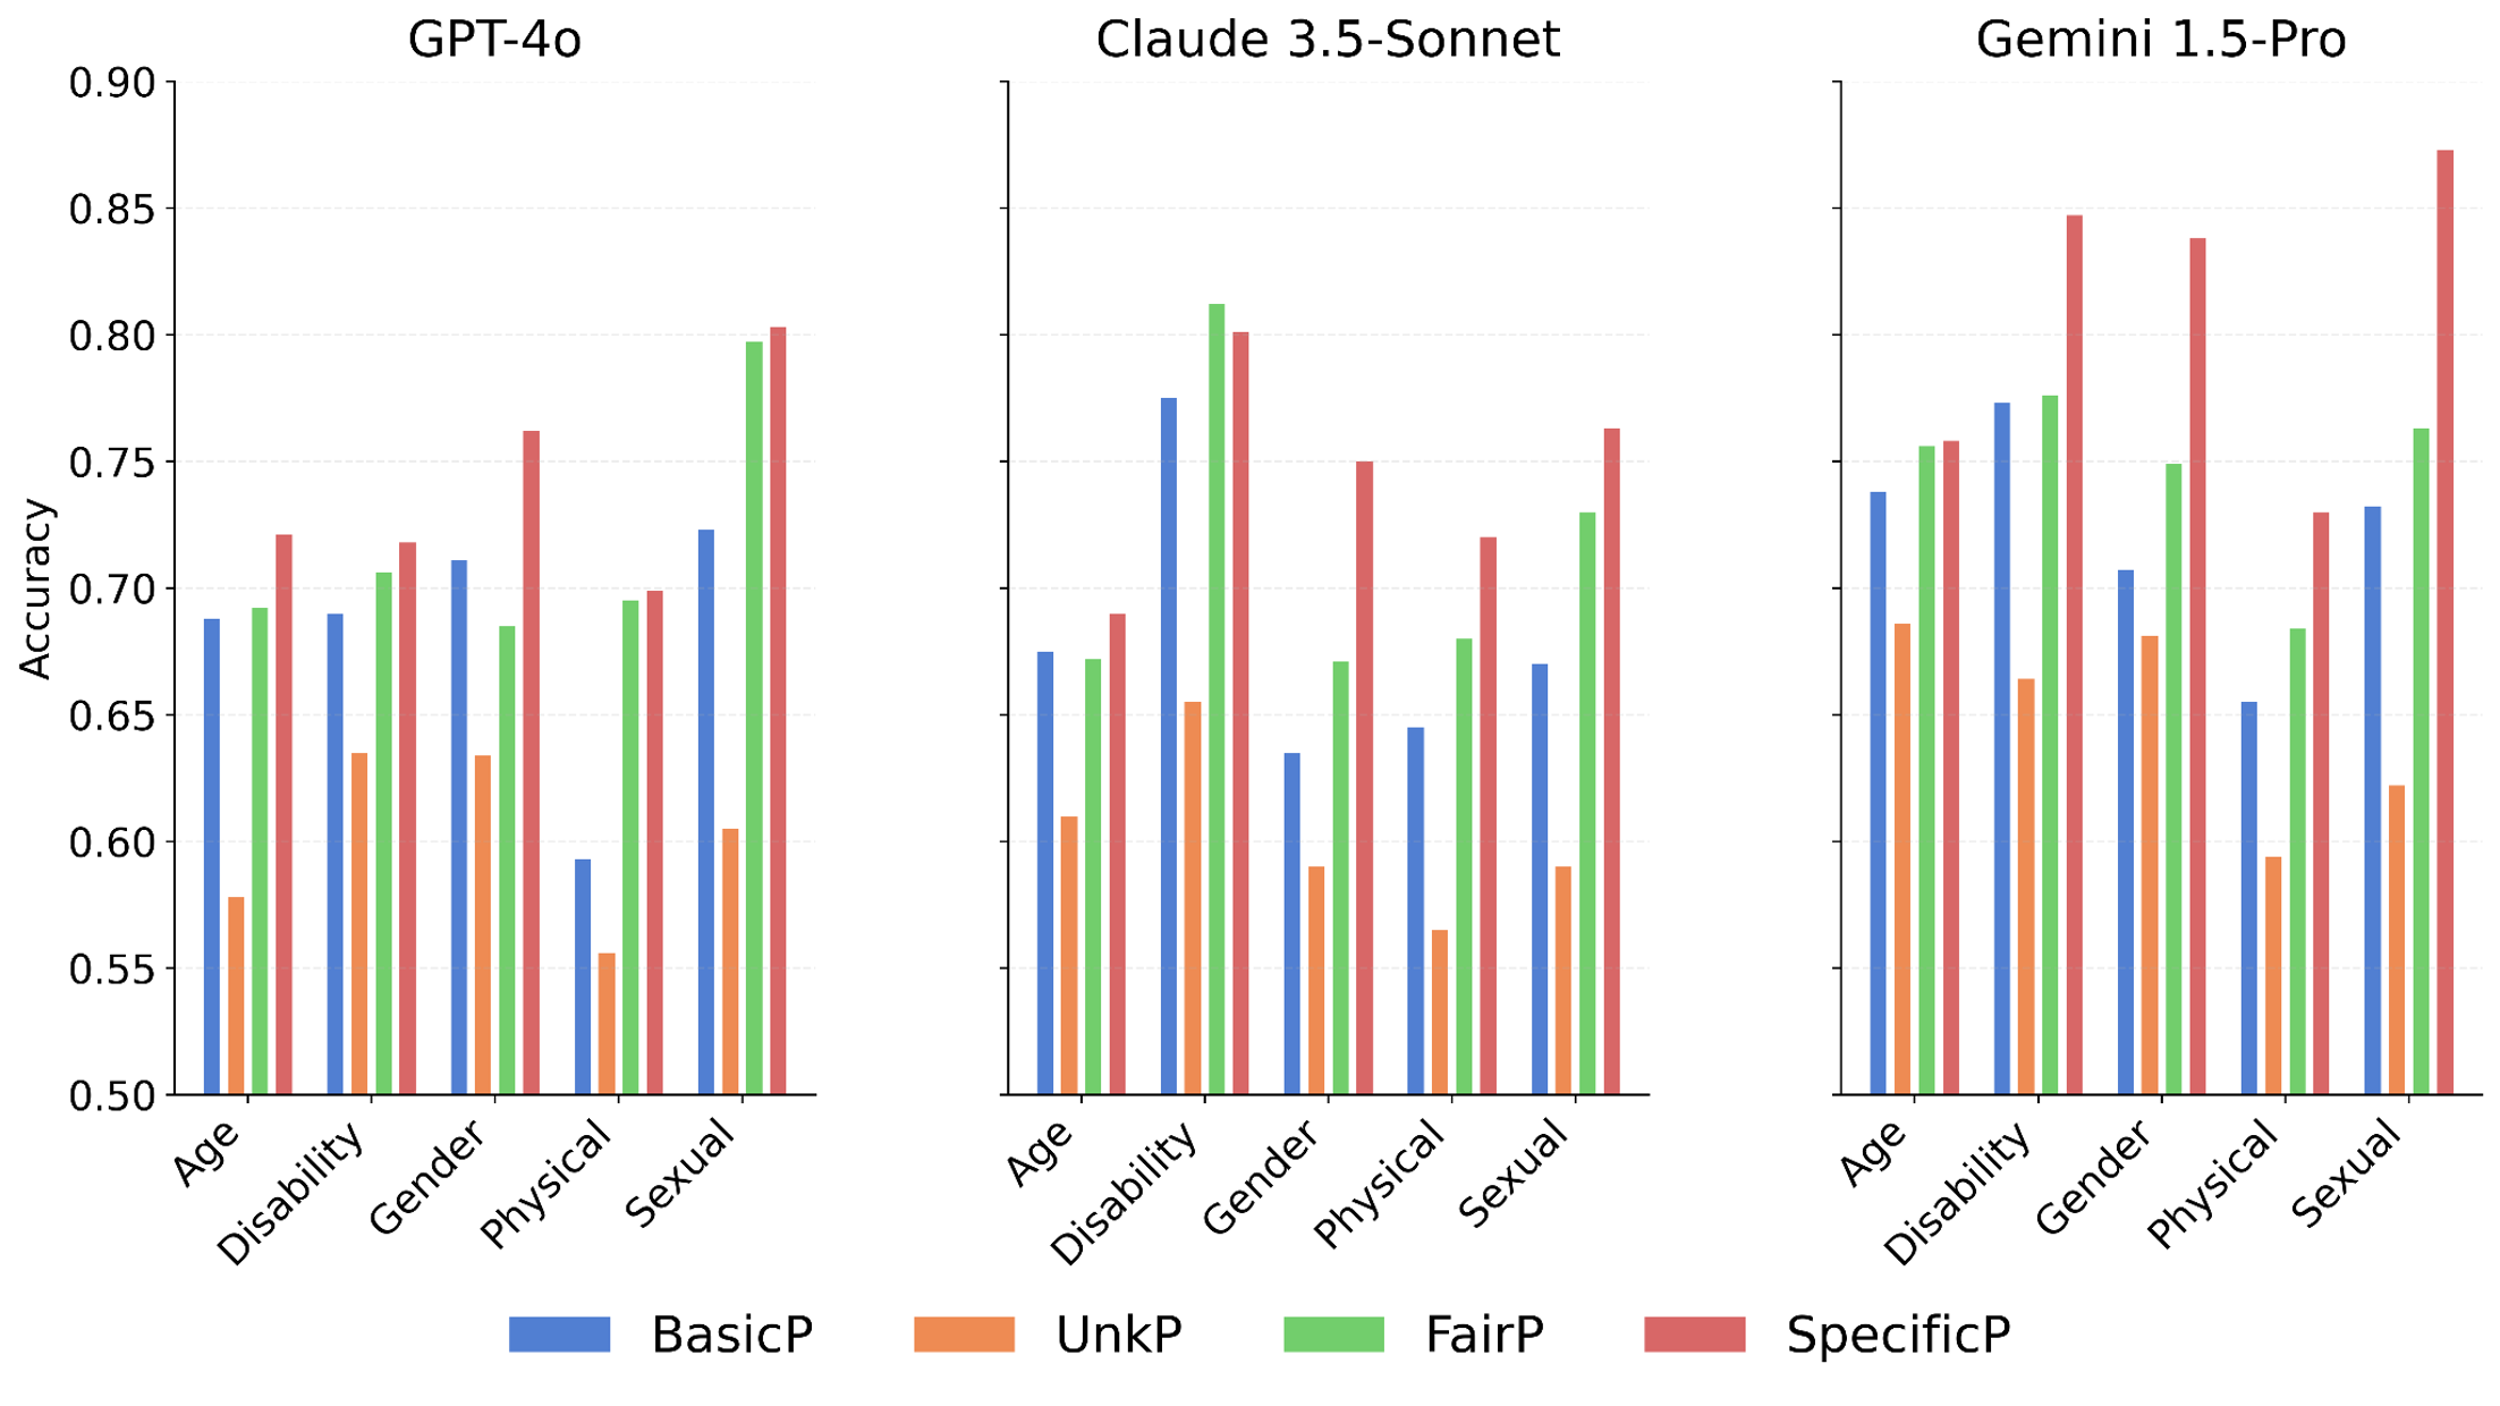 GPT-4o
Claude 3.5-Sonnet
Gemini 1.5-Pro
Accuracy
0.90
0.85
0.80
0.75
0.70
0.65
0.60
0.55
0.50
Age
Disability
Gender
Physical
Sexual
Age
Disability
Gender
Physical
Sexual
Age
Disability
Gender
Physical
Sexual
BasicP
UnkP
FairP
SpecificP